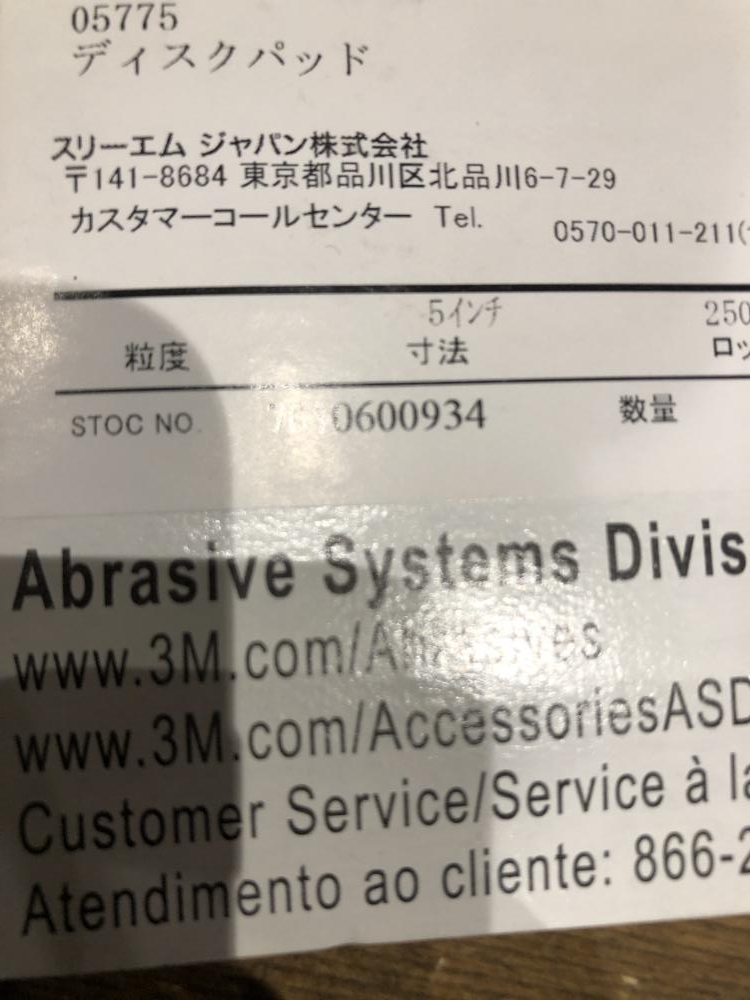 05775
ディスクパッド
スリーエム ジャパン株式会社
〒141-8684 東京都品川区北品川6-7-29
カスタマーコールセンター Tel. 0570-011-211(
5インチ 250
粒度 寸法 ロッ
STOC NO. 0600934 数量
Abrasive Systems Divis
www.3M.com/Abrasives
www.3M.com/AccessoriesASD
Customer Service/Service à la
Atendimento ao cliente: 866-2